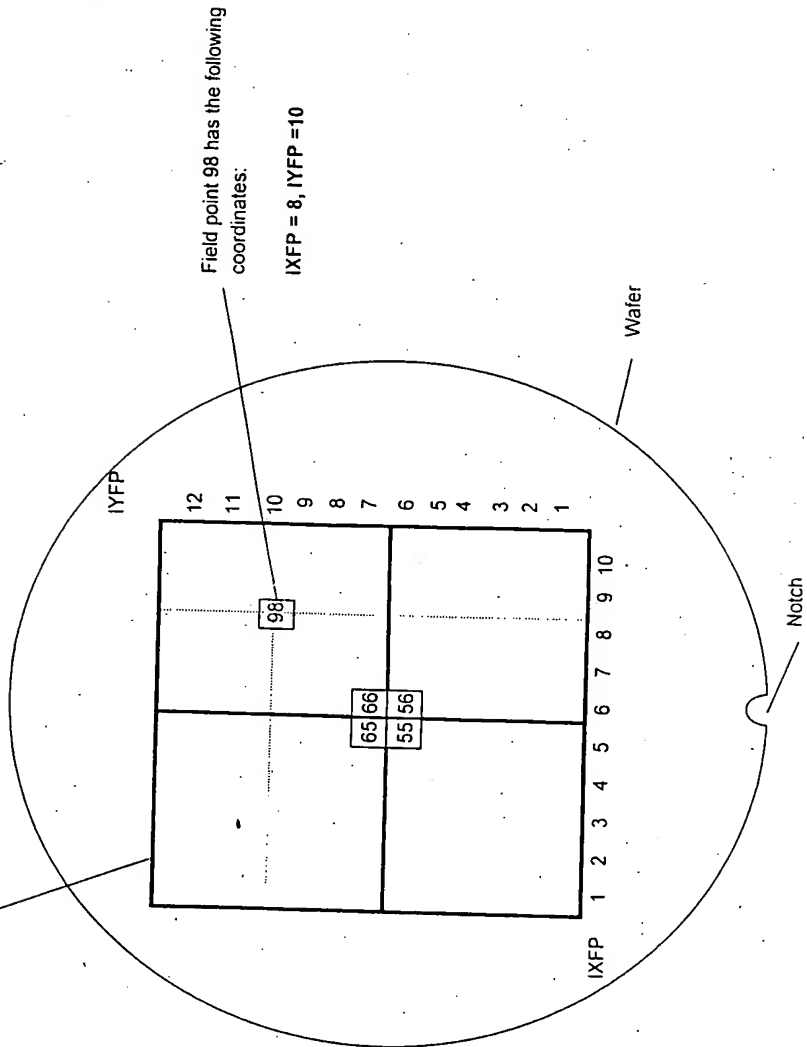 Field point 98 has the following
coordinates:
IXFP = 8, IYFP =10
IYFP
12
11
10
9
8
7
6
5
4
3
2
1
98
65 66
55 56
1 2 3 4 5 6 7 8 9 10
IXFP
Wafer
Notch